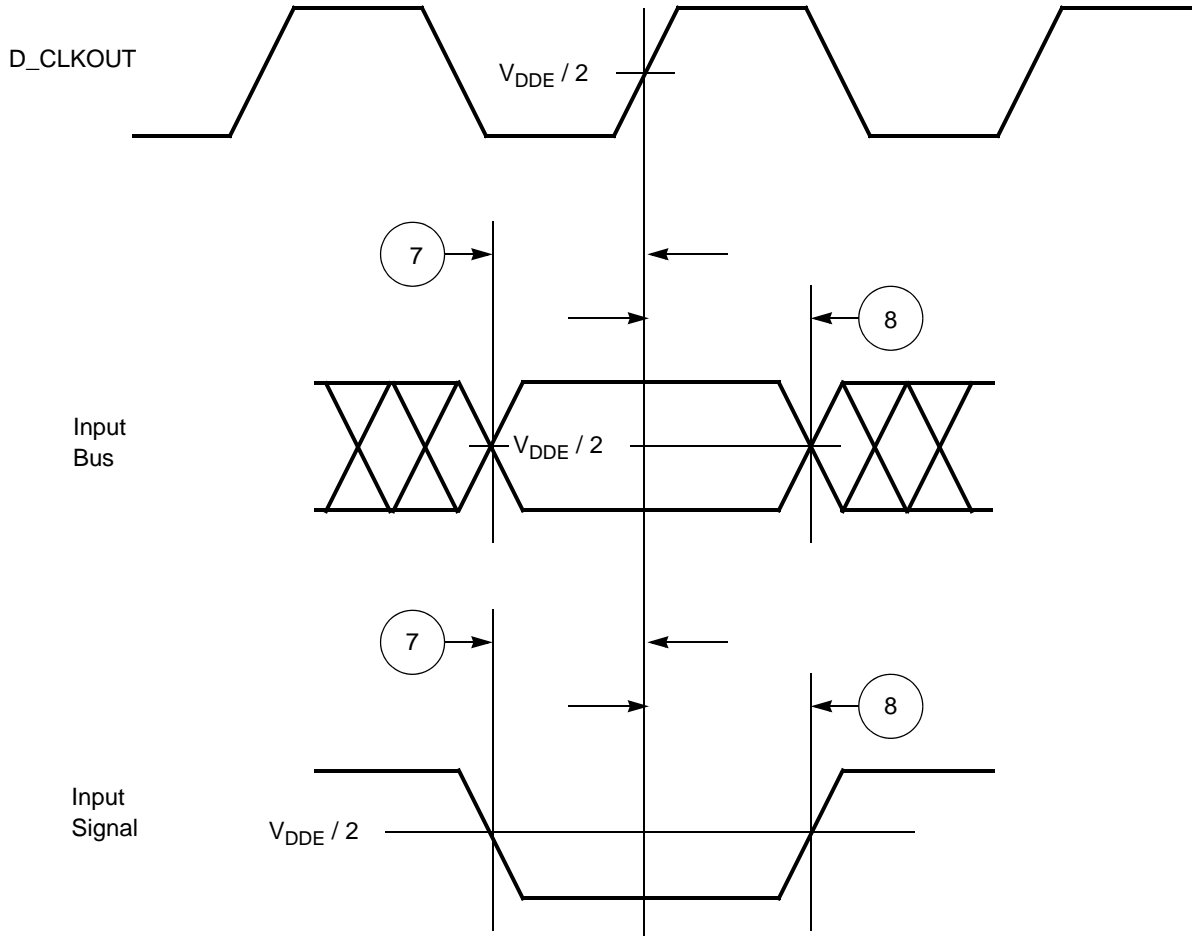 D_CLKOUT
VDDE / 2
7
8
Input
Bus
VDDE / 2
7
8
Input
Signal
VDDE / 2